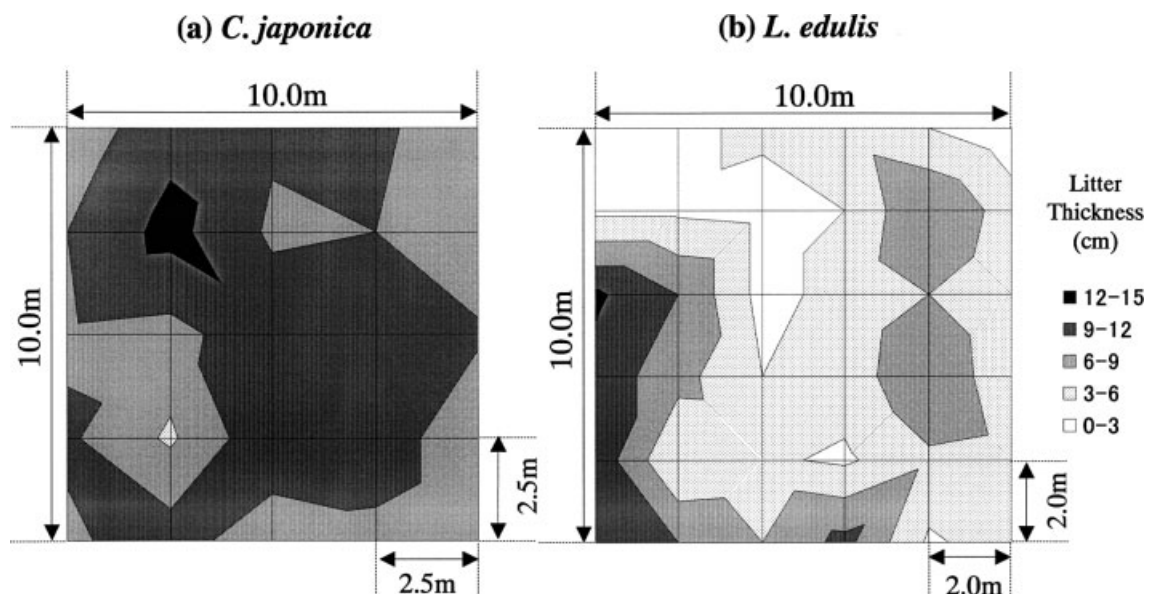 (a) C. japonica
(b) L. edulis
10.0m
10.0m
10.0m
10.0m
Litter
Thickness
(cm)
12-15
9-12
6-9
3-6
0-3
2.5m
2.5m
2.0m
2.0m